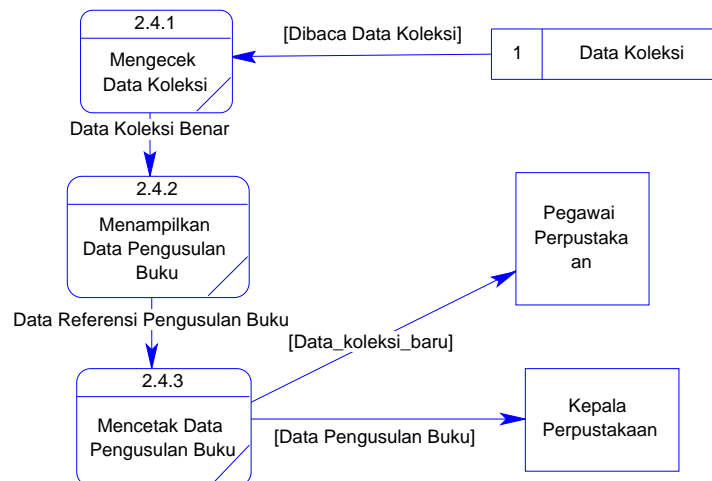 2.4.1
Mengecek
Data Koleksi
[Dibaca Data Koleksi]
1
Data Koleksi
Data Koleksi Benar
2.4.2
Menampilkan
Data Pengusulan
Buku
Pegawai
Perpustaka
an
Data Referensi Pengusulan Buku
[Data_koleksi_baru]
2.4.3
Mencetak Data
Pengusulan Buku
[Data Pengusulan Buku]
Kepala
Perpustakaan